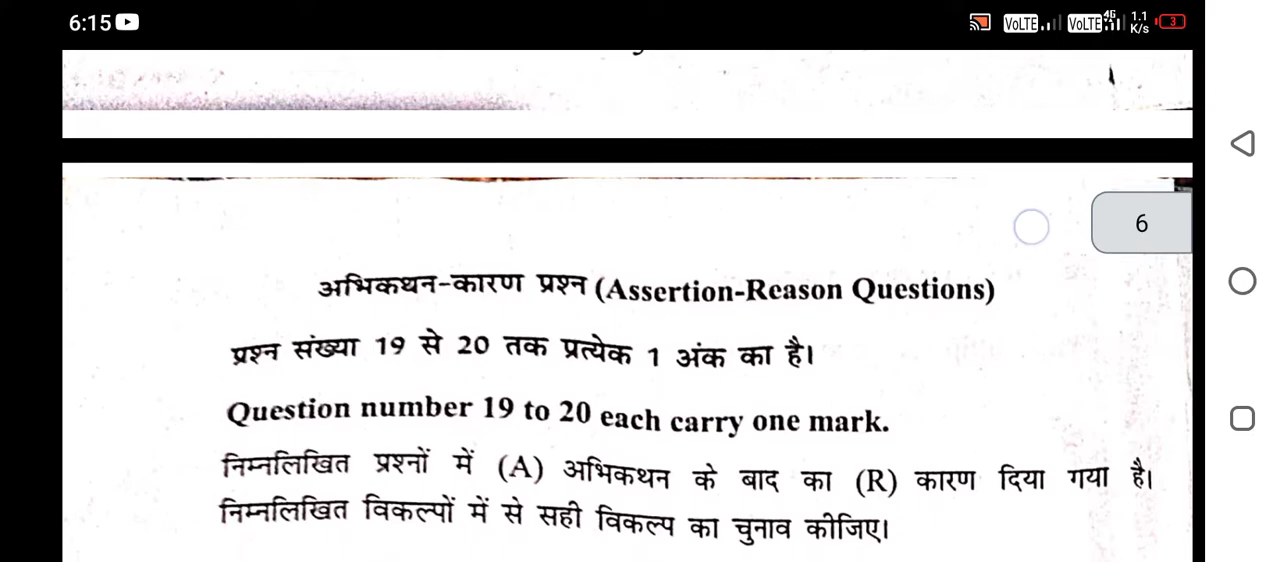 6:15
VoLTE VoLTE 4G 1.1 K/s 3
6
अभिकथन-कारण प्रश्न (Assertion-Reason Questions)
प्रश्न संख्या 19 से 20 तक प्रत्येक 1 अंक का है।
Question number 19 to 20 each carry one mark.
निम्नलिखित प्रश्नों में (A) अभिकथन के बाद का (R) कारण दिया गया है।
निम्नलिखित विकल्पों में से सही विकल्प का चुनाव कीजिए।